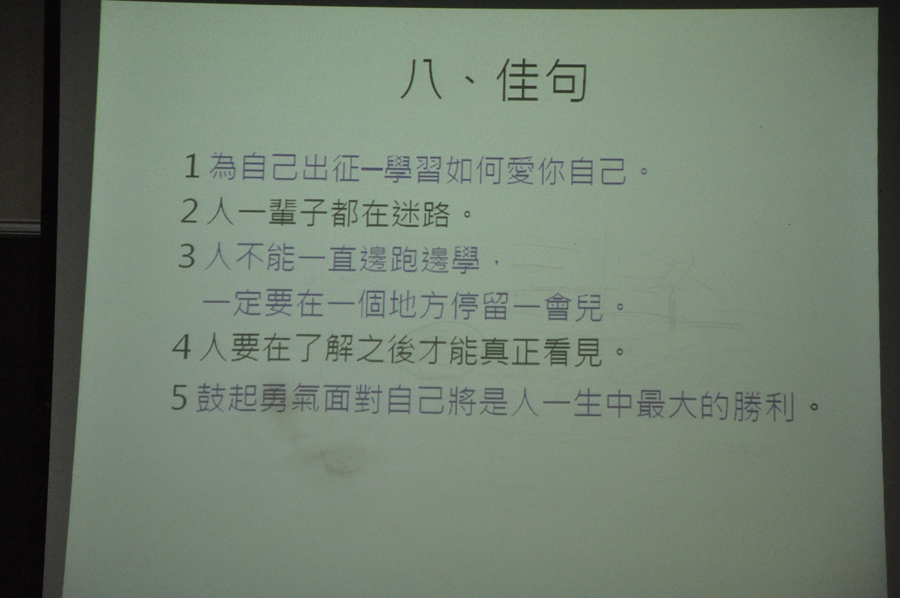 八、佳句
1 為自己出征—學習如何愛你自己。
2 人一輩子都在迷路。
3 人不能一直邊跑邊學，
一定要在一個地方停留一會兒。
4 人要在了解之後才能真正看見。
5 鼓起勇氣面對自己將是人一生中最大的勝利。